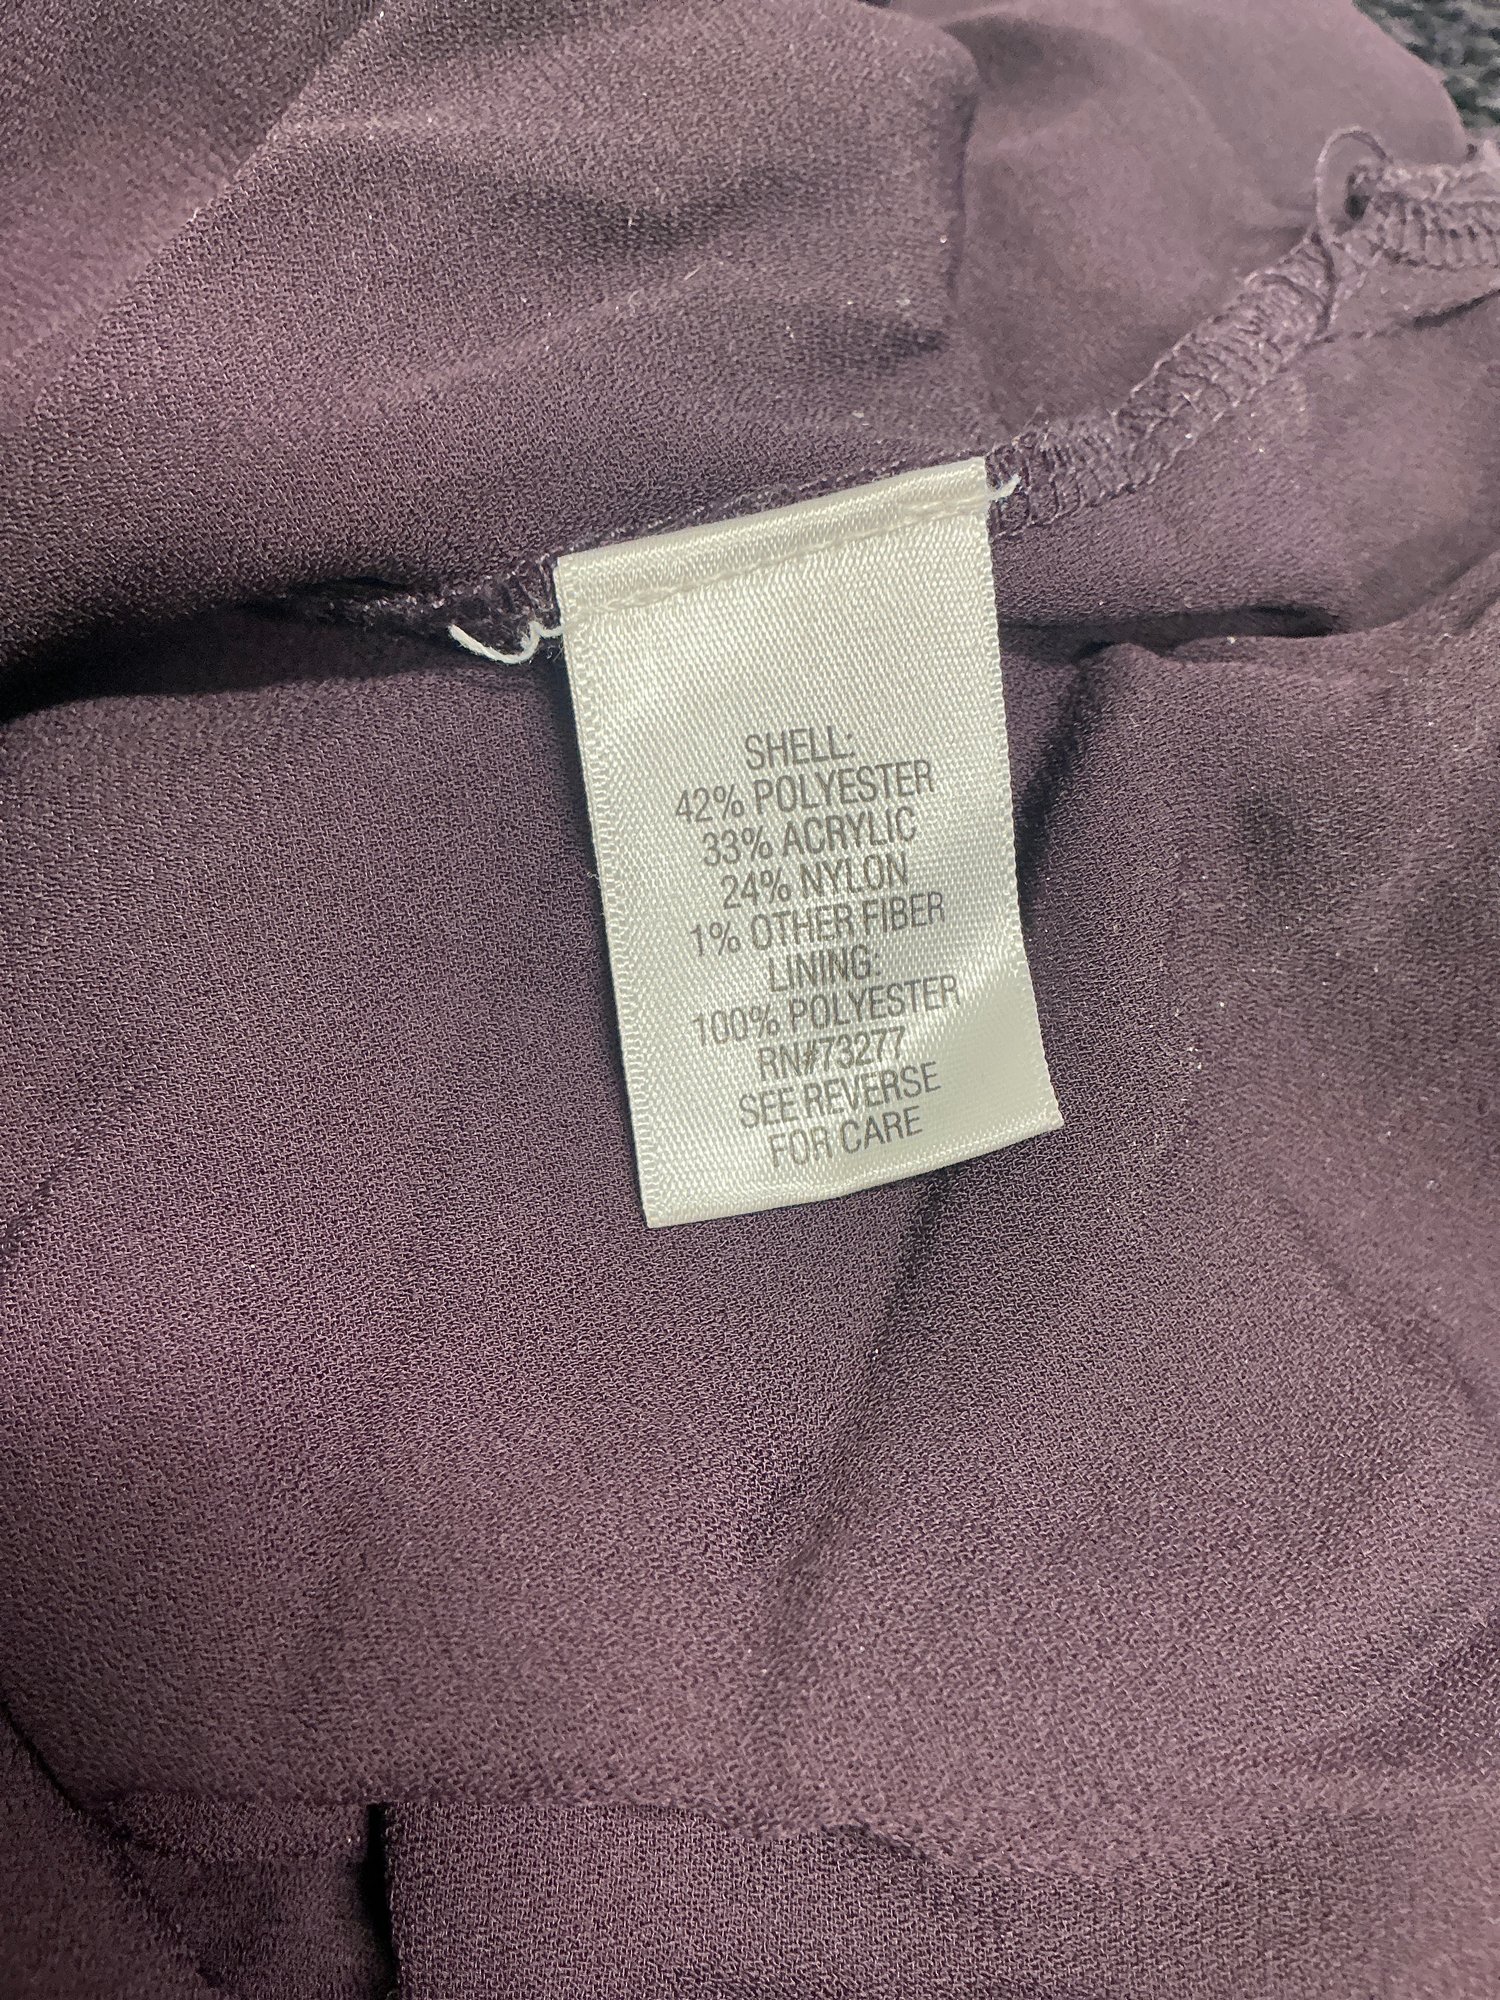 SHELL:
42% POLYESTER
33% ACRYLIC
24% NYLON
1% OTHER FIBER
LINING:
100% POLYESTER
RN#73277
SEE REVERSE
FOR CARE